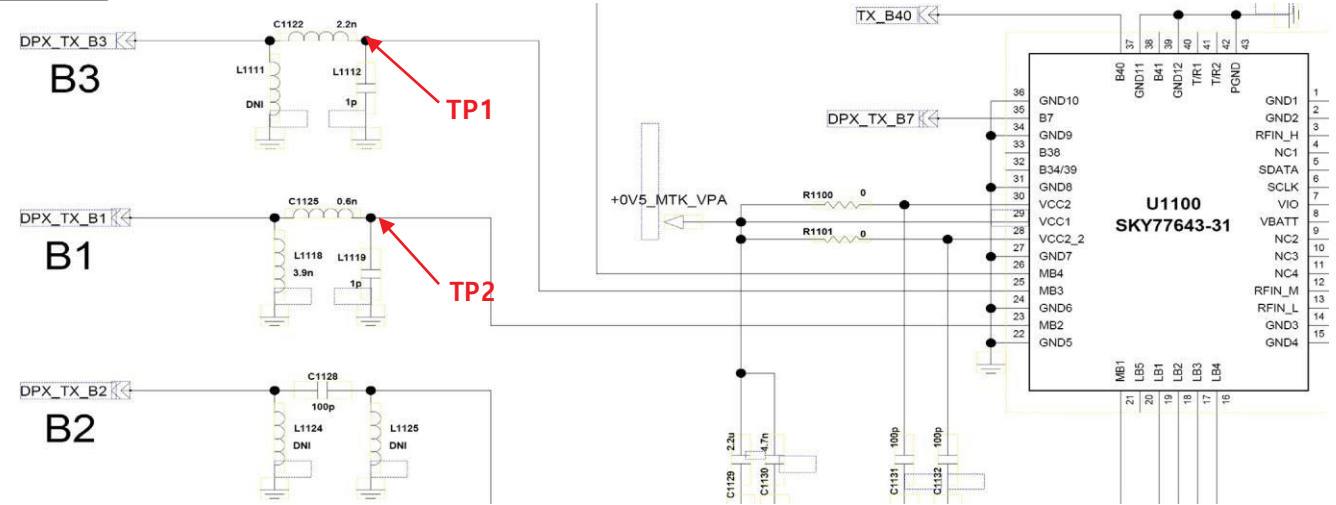 C1122 2.2n
DPX_TX_B3
B3
L1111
DNI
L1112
1p
TP1
DPX_TX_B1
B1
C1125 0.6n
L1118
3.9n
L1119
1p
TP2
DPX_TX_B2
B2
C1128
100p
L1124
DNI
L1125
DNI
TX_B40
DPX_TX_B7
+0V5_MTK_VPA
R1100 0
R1101 0
2.2u
C1129
4.7n
C1130
100p
C1131
100p
C1132
37 38 39 40 41 42 43
B40 GND11 B41 GND12 T/R1 T/R2 PGND
36 GND10
35 B7
34 GND9
33 B38
32 B34/39
31 GND8
30 VCC2
29 VCC1
28 VCC2_2
27 GND7
26 MB4
25 MB3
24 GND6
23 MB2
22 GND5
U1100
SKY77643-31
GND1 1
GND2 2
RFIN_H 3
NC1 4
SDATA 5
SCLK 6
VIO 7
VBATT 8
NC2 9
NC3 10
NC4 11
RFIN_M 12
RFIN_L 13
GND3 14
GND4 15
MB1 LB5 LB1 LB2 LB3 LB4
21 20 19 18 17 16